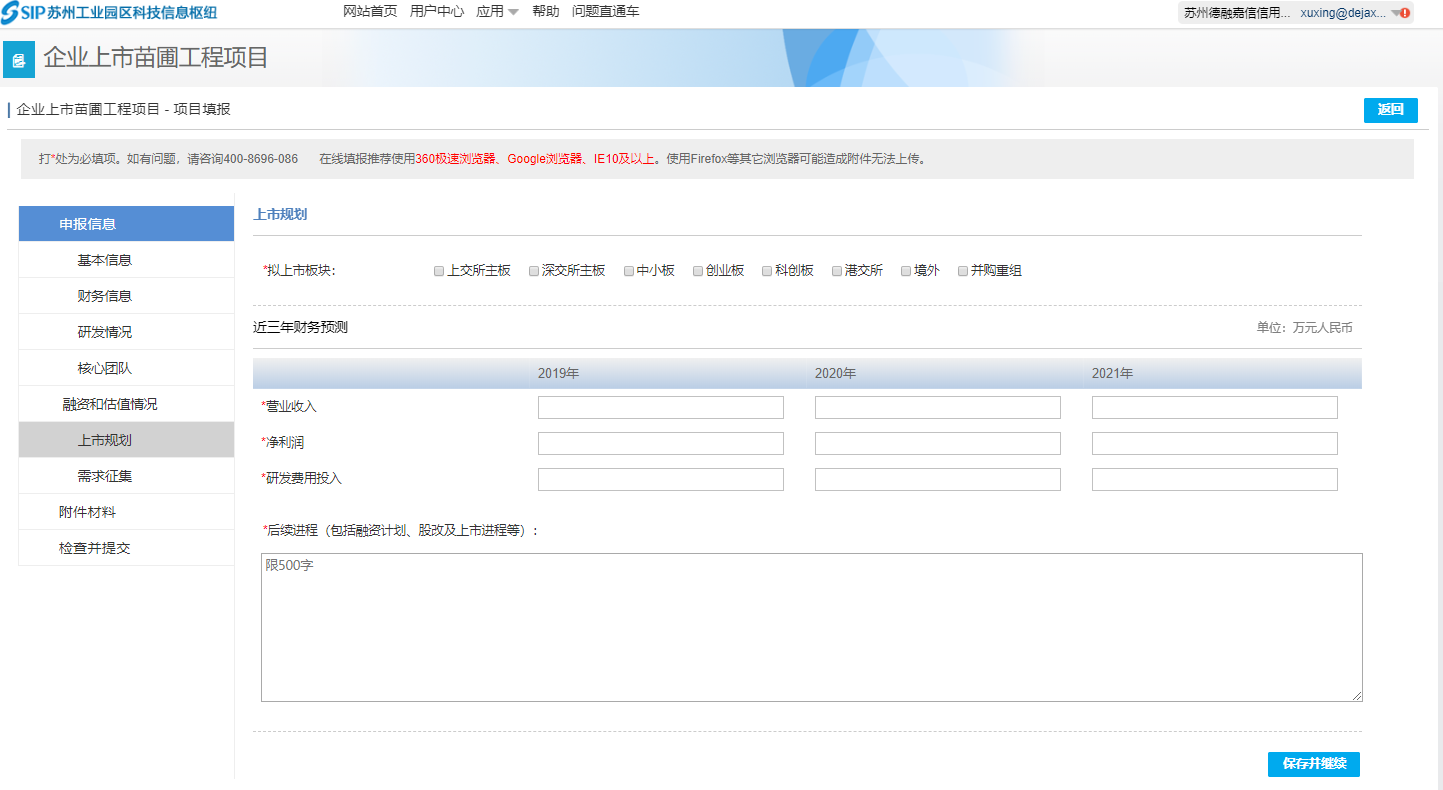 SIP苏州工业园区科技信息枢纽 网站首页 用户中心 应用 帮助 问题直通车 苏州德融嘉信信用... xuxing@dejax...
企业上市苗圃工程项目
企业上市苗圃工程项目 - 项目填报 返回
打*处为必填项。如有问题，请咨询400-8696-086 在线填报推荐使用360极速浏览器、Google浏览器、IE10及以上。使用Firefox等其它浏览器可能造成附件无法上传。
申报信息
基本信息
财务信息
研发情况
核心团队
融资和估值情况
上市规划
需求征集
附件材料
检查并提交
上市规划
*拟上市板块： 上交所主板 深交所主板 中小板 创业板 科创板 港交所 境外 并购重组
近三年财务预测 单位：万元人民币
2019年 2020年 2021年
*营业收入
*净利润
*研发费用投入
*后续进程（包括融资计划、股改及上市进程等）:
限500字
保存并继续